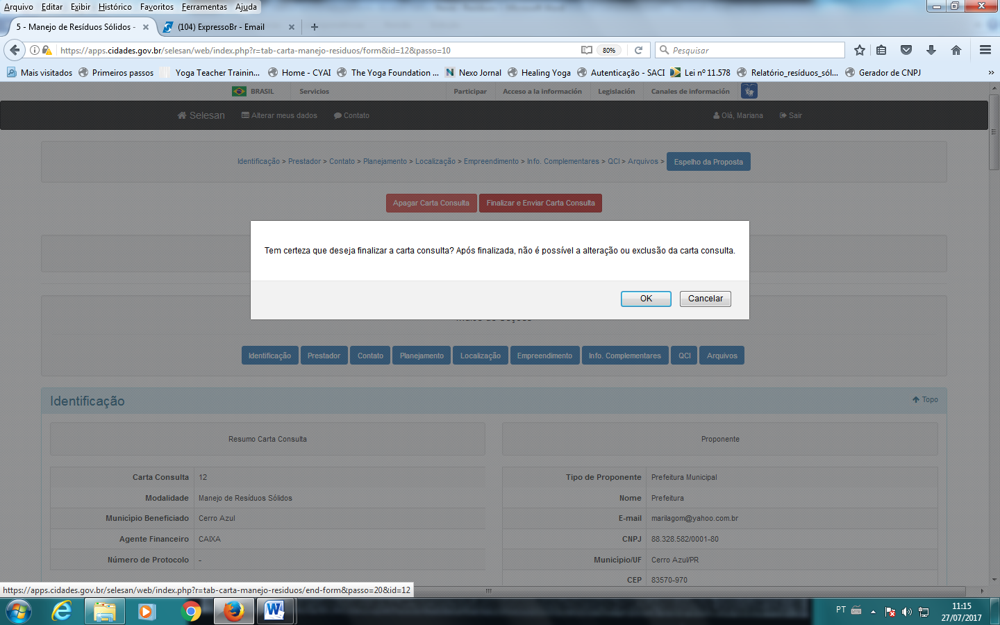 Arquivo Editar Exibir Histórico Favoritos Ferramentas Ajuda
5 - Manejo de Resíduos Sólidos - × (104) ExpressoBr - Email × +
https://apps.cidades.gov.br/selesan/web/index.php?r=tab-carta-manejo-residuos/form&id=12&passo=10 80% Pesquisar
Mais visitados Primeiros passos Yoga Teacher Trainin... Home - CYAI The Yoga Foundation ... Nexo Jornal Healing Yoga Autenticação - SACI Lei nº 11.578 Relatório_resíduos_sól... Gerador de CNPJ »
BRASIL Servicios Participar Acceso a la información Legislación Canales de información
Selesan Alterar meus dados Contato Olá, Mariana Sair
Identificação > Prestador > Contato > Planejamento > Localização > Empreendimento > Info. Complementares > QCI > Arquivos > Espelho da Proposta
Apagar Carta Consulta Finalizar e Enviar Carta Consulta
Tem certeza que deseja finalizar a carta consulta? Após finalizada, não é possível a alteração ou exclusão da carta consulta.
OK Cancelar
Identificação Prestador Contato Planejamento Localização Empreendimento Info. Complementares QCI Arquivos
Identificação Topo
Resumo Carta Consulta Proponente
Carta Consulta 12 Tipo de Proponente Prefeitura Municipal
Modalidade Manejo de Resíduos Sólidos Nome Prefeitura
Município Beneficiado Cerro Azul E-mail marilagom@yahoo.com.br
Agente Financeiro CAIXA CNPJ 88.328.582/0001-80
Número de Protocolo - Município/UF Cerro Azul/PR
CEP 83570-970
https://apps.cidades.gov.br/selesan/web/index.php?r=tab-carta-manejo-residuos/end-form&passo=20&id=12
PT 11:15
27/07/2017